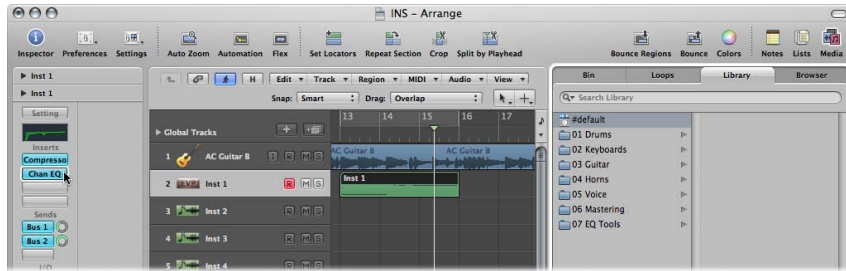 INS - Arrange
Inspector Preferences Settings Auto Zoom Automation Flex Set Locators Repeat Section Crop Split by Playhead Bounce Regions Bounce Colors Notes Lists Media
Inst 1
Inst 1
Setting
Inserts
Compresso
Chan EQ
Sends
Bus 1
Bus 2
I/O
H Edit Track Region MIDI Audio View
Snap: Smart Drag: Overlap
13 14 15 16 17
Global Tracks
1 AC Guitar B I R M S
AC Guitar B AC Guitar B
2 EVP Inst 1 R M S
Inst 1
3 Inst 2 R M S
4 Inst 3 R M S
5 Inst 4 R M S
Bin Loops Library Browser
Search Library
#default
01 Drums
02 Keyboards
03 Guitar
04 Horns
05 Voice
06 Mastering
07 EQ Tools